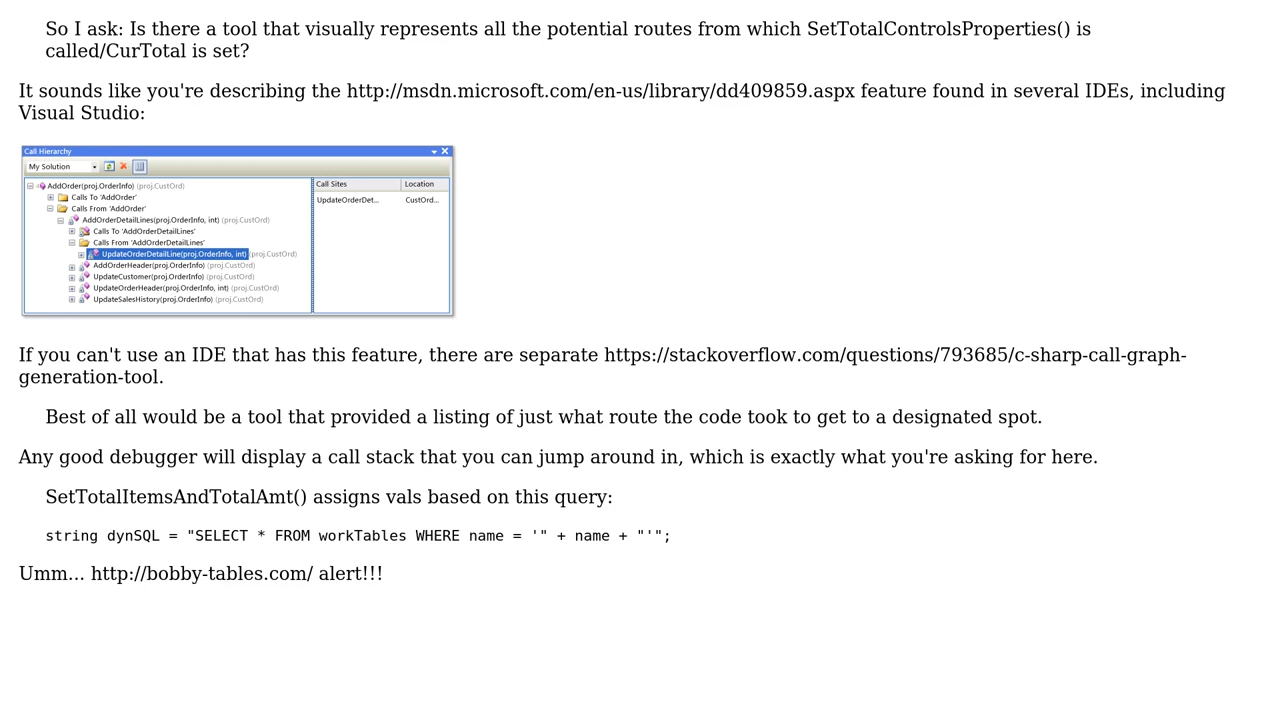 So I ask: Is there a tool that visually represents all the potential routes from which SetTotalControlsProperties() is
called/CurTotal is set?
It sounds like you're describing the http://msdn.microsoft.com/en-us/library/dd409859.aspx feature found in several IDEs, including
Visual Studio:
Call Hierarchy
My Solution
AddOrder(proj.OrderInfo) (proj.CustOrd)
Calls To 'AddOrder'
Calls From 'AddOrder'
AddOrderDetailLines(proj.OrderInfo, int) (proj.CustOrd)
Calls To 'AddOrderDetailLines'
Calls From 'AddOrderDetailLines'
UpdateOrderDetailLine(proj.OrderInfo, int) (proj.CustOrd)
AddOrderHeader(proj.OrderInfo) (proj.CustOrd)
UpdateCustomer(proj.OrderInfo) (proj.CustOrd)
UpdateOrderHeader(proj.OrderInfo, int) (proj.CustOrd)
UpdateSalesHistory(proj.OrderInfo) (proj.CustOrd)
Call Sites Location
UpdateOrderDet... CustOrd...
If you can't use an IDE that has this feature, there are separate https://stackoverflow.com/questions/793685/c-sharp-call-graph-
generation-tool.
Best of all would be a tool that provided a listing of just what route the code took to get to a designated spot.
Any good debugger will display a call stack that you can jump around in, which is exactly what you're asking for here.
SetTotalItemsAndTotalAmt() assigns vals based on this query:
string dynSQL = "SELECT * FROM workTables WHERE name = '" + name + "'";
Umm... http://bobby-tables.com/ alert!!!